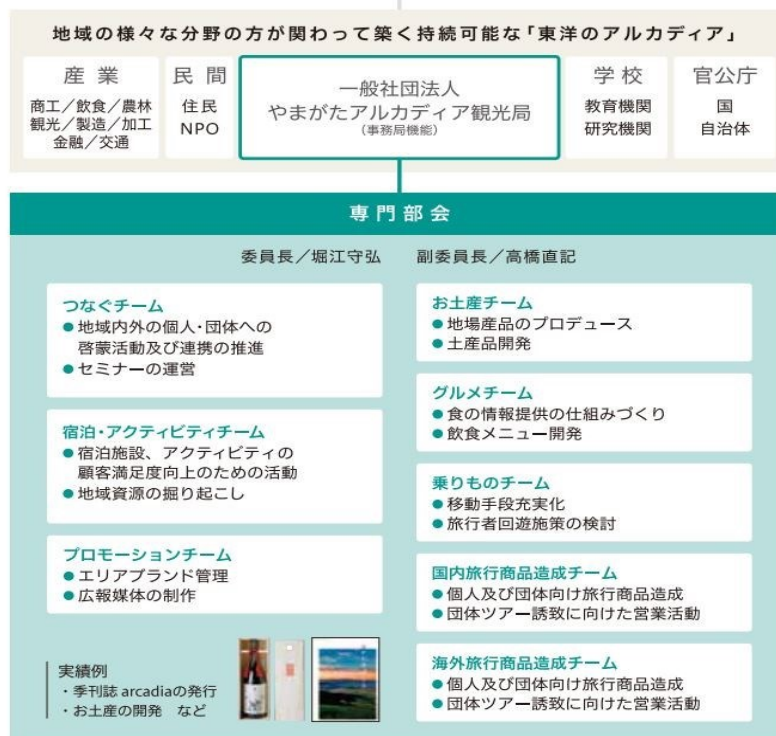 地域の様々な分野の方が関わって築く持続可能な「東洋のアルカディア」
産業
商工／飲食／農林
観光／製造／加工
金融／交通
民間
住民
NPO
一般社団法人
やまがたアルカディア観光局
(事務局機能)
学校
教育機関
研究機関
官公庁
国
自治体
専門部会
委員長／堀江守弘
副委員長／高橋直記
つなぐチーム
●地域内外の個人・団体への
啓蒙活動及び連携の推進
●セミナーの運営
宿泊・アクティビティチーム
●宿泊施設、アクティビティの
顧客満足度向上のための活動
●地域資源の掘り起こし
プロモーションチーム
●エリアブランド管理
●広報媒体の制作
実績例
・季刊誌 arcadiaの発行
・お土産の開発 など
お土産チーム
●地場産品のプロデュース
●土産品開発
グルメチーム
●食の情報提供の仕組みづくり
●飲食メニュー開発
乗りものチーム
●移動手段充実化
●旅行者回遊施策の検討
国内旅行商品造成チーム
●個人及び団体向け旅行商品造成
●団体ツアー誘致に向けた営業活動
海外旅行商品造成チーム
●個人及び団体向け旅行商品造成
●団体ツアー誘致に向けた営業活動